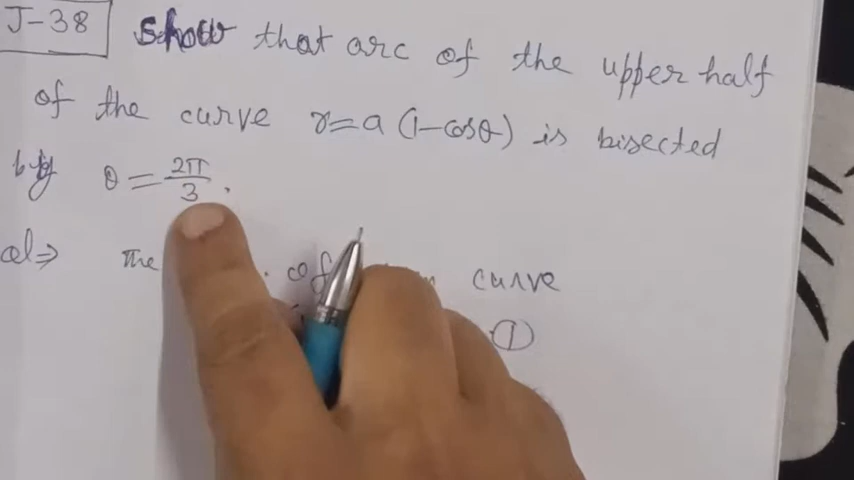 J-38 Show that arc of the upper half
of the curve r=a (1-cosθ) is bisected
by θ = 2π/3 .
The of curve
①